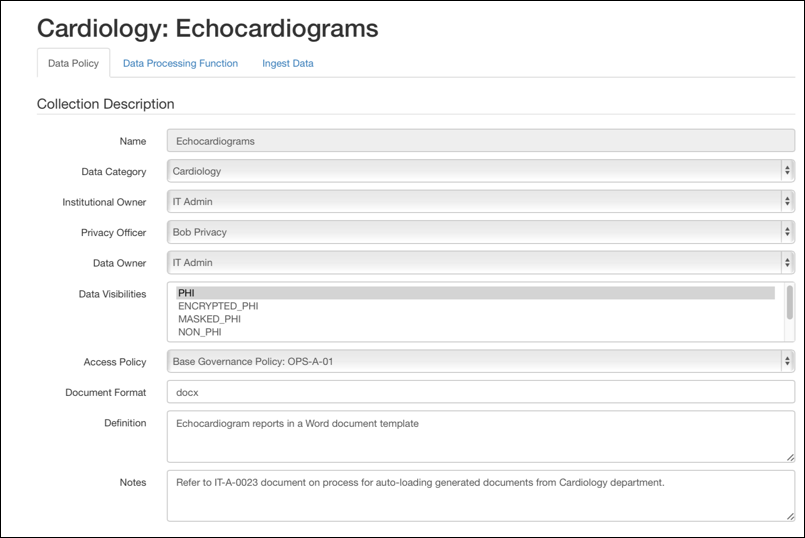 Cardiology: Echocardiograms
Data Policy Data Processing Function Ingest Data
Collection Description
Name Echocardiograms
Data Category Cardiology
Institutional Owner IT Admin
Privacy Officer Bob Privacy
Data Owner IT Admin
Data Visibilities PHI
ENCRYPTED_PHI
MASKED_PHI
NON_PHI
Access Policy Base Governance Policy: OPS-A-01
Document Format docx
Definition Echocardiogram reports in a Word document template
Notes Refer to IT-A-0023 document on process for auto-loading generated documents from Cardiology department.